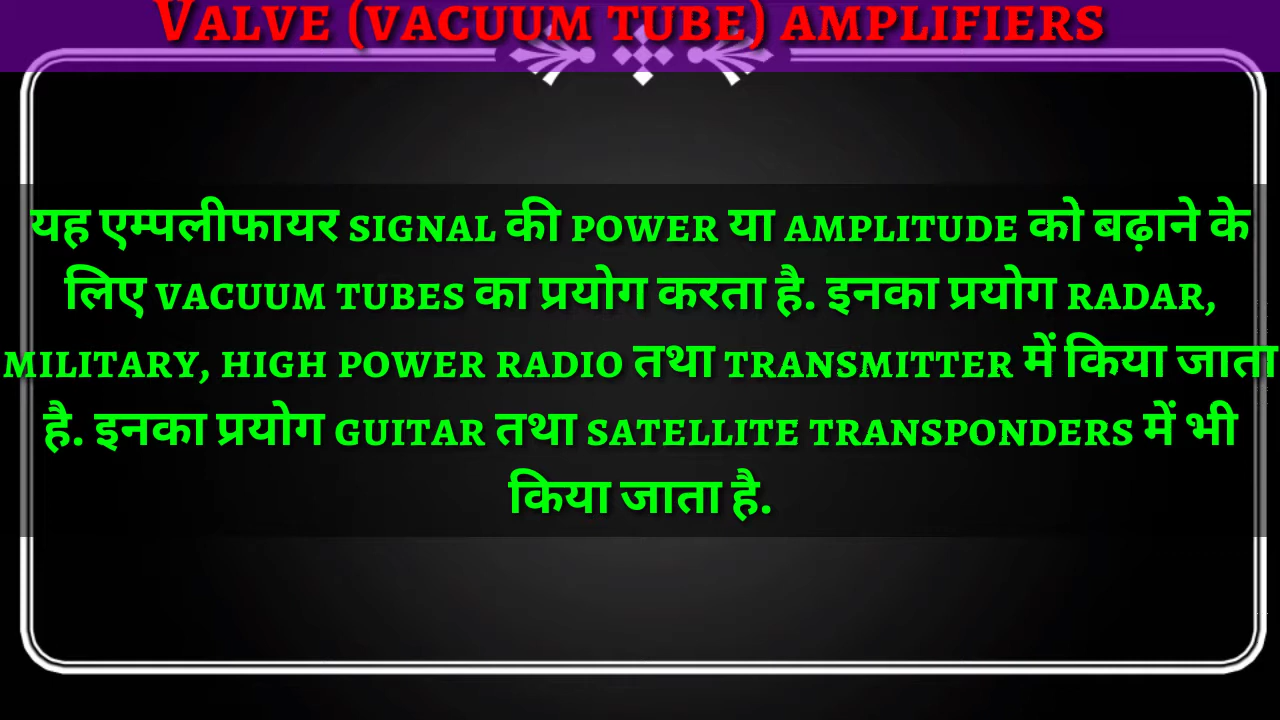 Valve (vacuum tube) amplifiers
यह एम्पलीफायर signal की power या amplitude को बढ़ाने के
लिए vacuum tubes का प्रयोग करता है. इनका प्रयोग radar,
military, high power radio तथा transmitter में किया जाता
है. इनका प्रयोग guitar तथा satellite transponders में भी
किया जाता है.